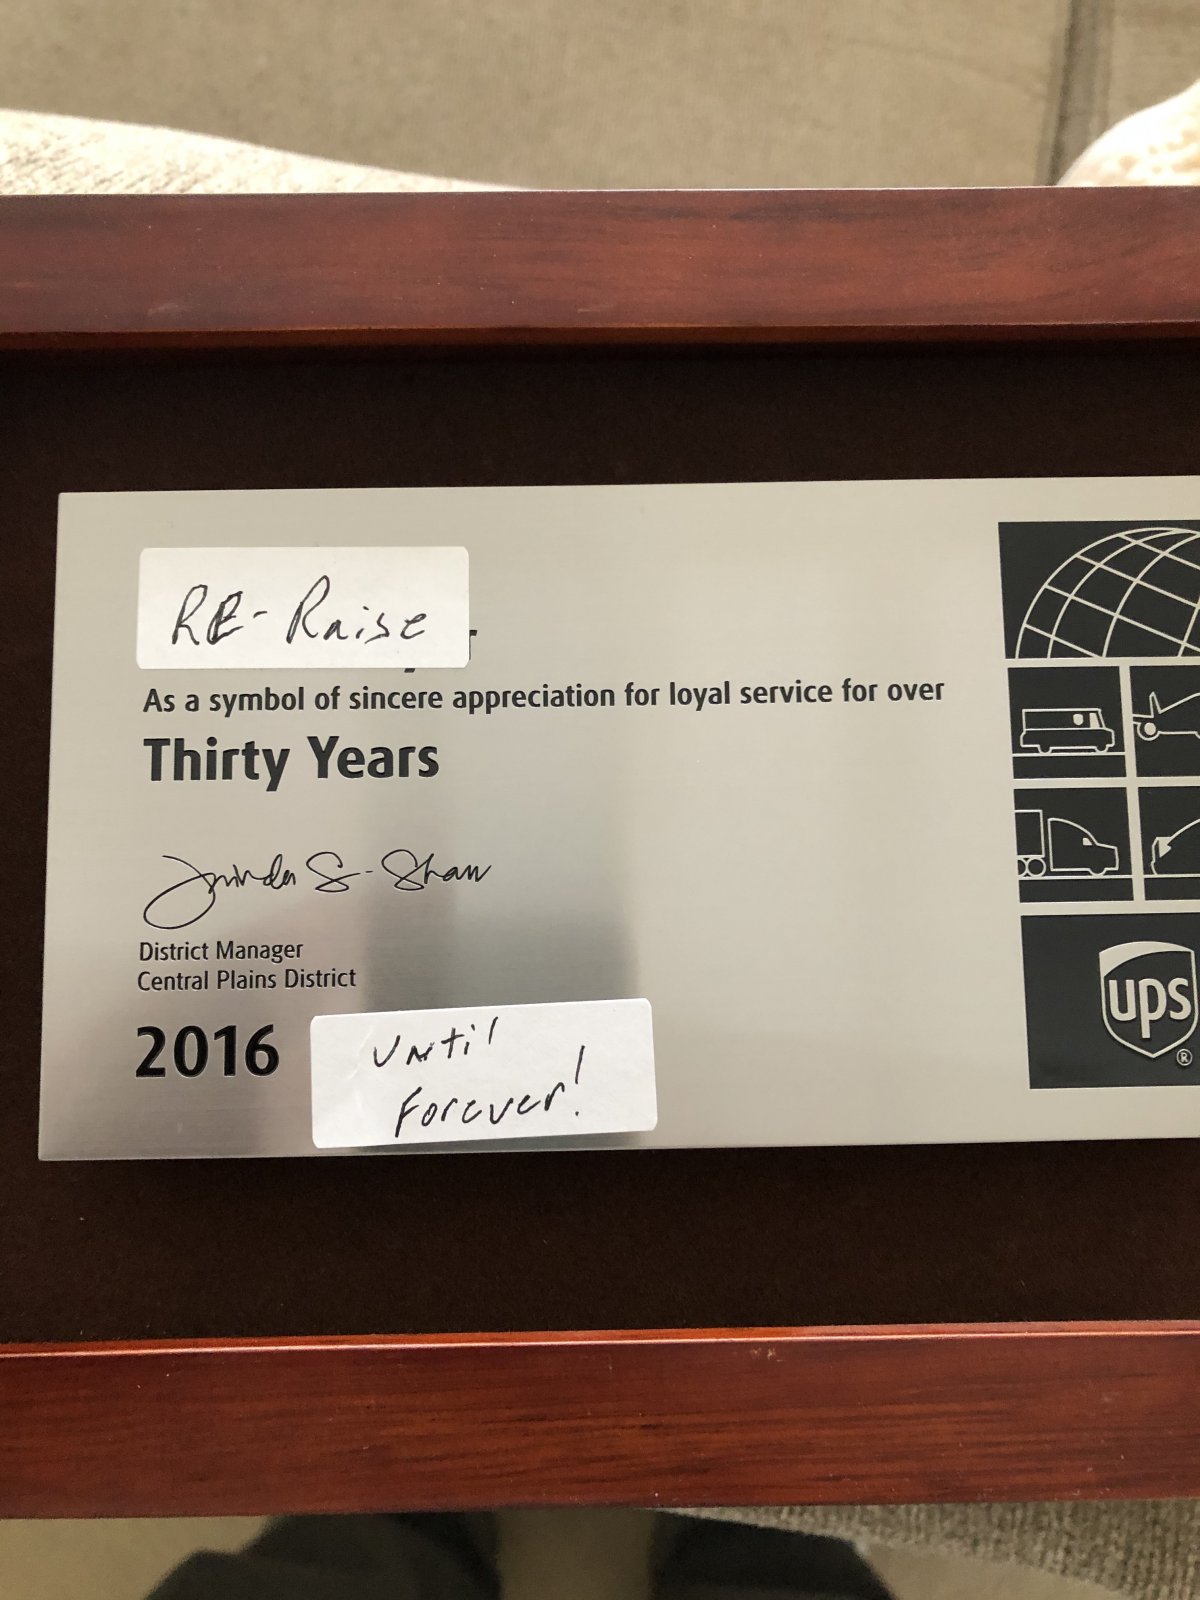 RE-Raise
As a symbol of sincere appreciation for loyal service for over
Thirty Years
S. Shaw
District Manager
Central Plains District
2016
Until
Forever!
ups
®